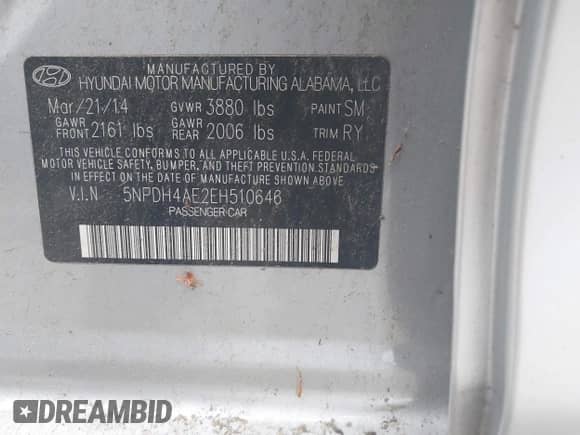 MANUFACTURED BY
HYUNDAI MOTOR MANUFACTURING ALABAMA, LLC
Mar/21/14 GVWR 3880 lbs PAINT SM
GAWR FRONT 2161 lbs GAWR REAR 2006 lbs TRIM RY
THIS VEHICLE CONFORMS TO ALL APPLICABLE U.S.A. FEDERAL
MOTOR VEHICLE SAFETY, BUMPER, AND THEFT PREVENTION STANDARDS
IN EFFECT ON THE DATE OF MANUFACTURE SHOWN ABOVE.
V.I.N 5NPDH4AE2EH510646
PASSENGER CAR
DREAMBID